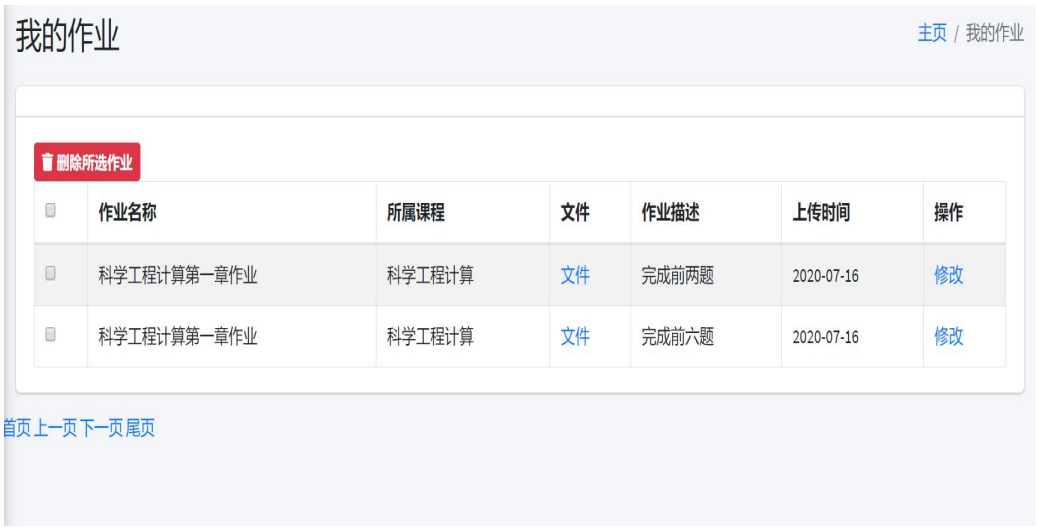 我的作业
主页 / 我的作业
删除所选作业
作业名称 所属课程 文件 作业描述 上传时间 操作
科学工程计算第一章作业 科学工程计算 文件 完成前两题 2020-07-16 修改
科学工程计算第一章作业 科学工程计算 文件 完成前六题 2020-07-16 修改
首页 上一页 下一页 尾页